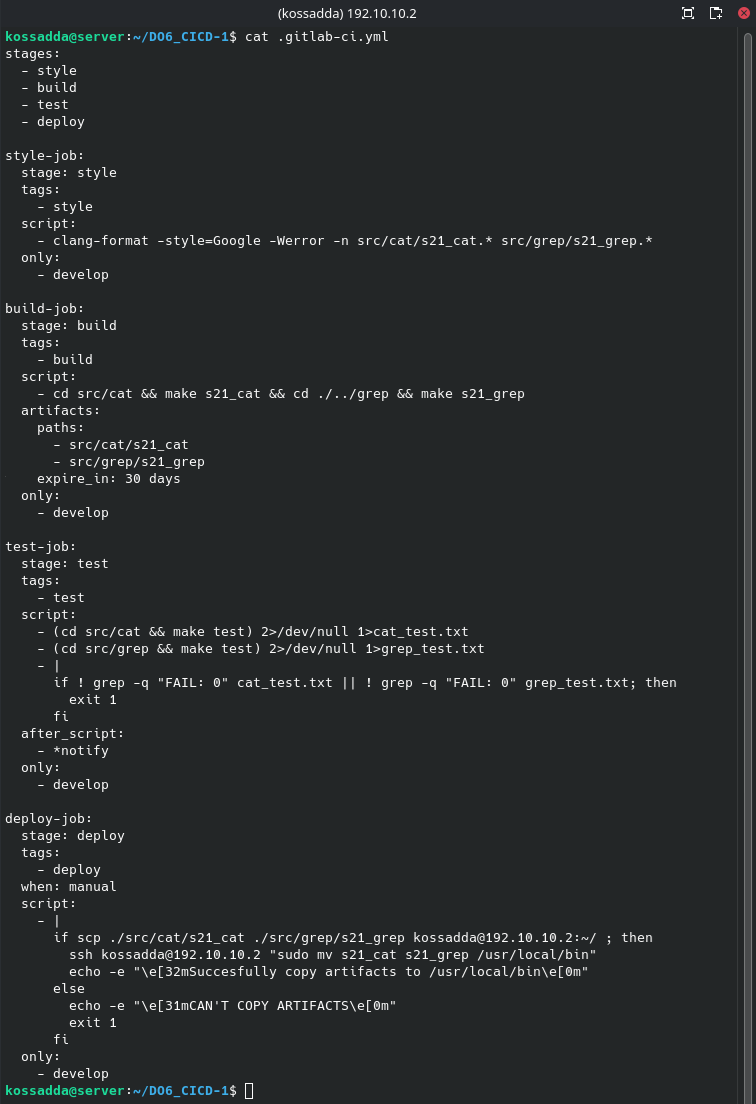 (kossadda) 192.10.10.2
kossadda@server:~/DO6_CICD-1$ cat .gitlab-ci.yml
stages:
  - style
  - build
  - test
  - deploy

style-job:
  stage: style
  tags:
    - style
  script:
    - clang-format -style=Google -Werror -n src/cat/s21_cat.* src/grep/s21_grep.*
  only:
    - develop

build-job:
  stage: build
  tags:
    - build
  script:
    - cd src/cat && make s21_cat && cd ./../grep && make s21_grep
  artifacts:
    paths:
      - src/cat/s21_cat
      - src/grep/s21_grep
    expire_in: 30 days
  only:
    - develop

test-job:
  stage: test
  tags:
    - test
  script:
    - (cd src/cat && make test) 2>/dev/null 1>cat_test.txt
    - (cd src/grep && make test) 2>/dev/null 1>grep_test.txt
    - |
      if ! grep -q "FAIL: 0" cat_test.txt || ! grep -q "FAIL: 0" grep_test.txt; then
        exit 1
      fi
  after_script:
    - *notify
  only:
    - develop

deploy-job:
  stage: deploy
  tags:
    - deploy
  when: manual
  script:
    - |
      if scp ./src/cat/s21_cat ./src/grep/s21_grep kossadda@192.10.10.2:~/ ; then
        ssh kossadda@192.10.10.2 "sudo mv s21_cat s21_grep /usr/local/bin"
        echo -e "\e[32mSuccesfully copy artifacts to /usr/local/bin\e[0m"
      else
        echo -e "\e[31mCAN'T COPY ARTIFACTS\e[0m"
        exit 1
      fi
  only:
    - develop
kossadda@server:~/DO6_CICD-1$